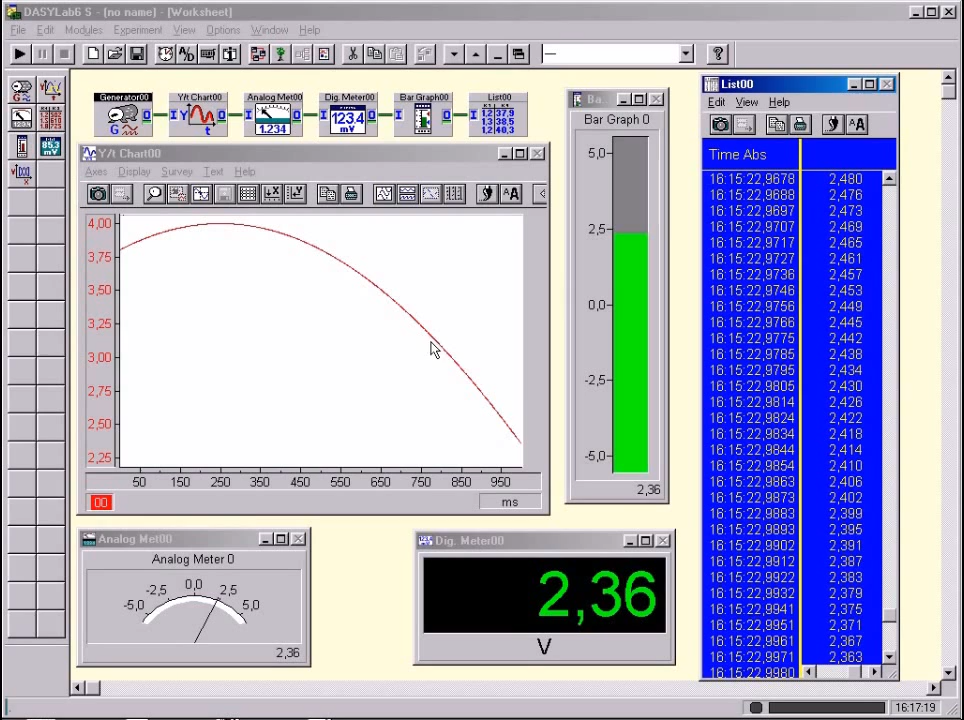 DASYLab6 S - (no name) - [Worksheet]
File Edit Modules Experiment View Options Window Help
A/D
?
Generator00 Y/t Chart00 Analog Met00 Dig. Meter00 Bar Graph00 List00
G O I Y t O I 1.234 O I 123.4 mV O I O I
Y/t Chart00
Axes Display Survey Text Help
AA
4,00
3,75
3,50
3,25
3,00
2,75
2,50
2,25
50 150 250 350 450 550 650 750 850 950
00
ms
Ba...
Bar Graph 0
5,0
2,5
0,0
-2,5
-5,0
2,36
List00
Edit View Help
AA
Time Abs
16:15:22,9678 2,480
16:15:22,9688 2,476
16:15:22,9697 2,473
16:15:22,9707 2,469
16:15:22,9717 2,465
16:15:22,9727 2,461
16:15:22,9736 2,457
16:15:22,9746 2,453
16:15:22,9756 2,449
16:15:22,9766 2,445
16:15:22,9775 2,442
16:15:22,9785 2,438
16:15:22,9795 2,434
16:15:22,9805 2,430
16:15:22,9814 2,426
16:15:22,9824 2,422
16:15:22,9834 2,418
16:15:22,9844 2,414
16:15:22,9854 2,410
16:15:22,9863 2,406
16:15:22,9873 2,402
16:15:22,9883 2,399
16:15:22,9893 2,395
16:15:22,9902 2,391
16:15:22,9912 2,387
16:15:22,9922 2,383
16:15:22,9932 2,379
16:15:22,9941 2,375
16:15:22,9951 2,371
16:15:22,9961 2,367
16:15:22,9971 2,363
16:15:22,9980
Analog Met00
Analog Meter 0
-5,0 -2,5 0,0 2,5 5,0
2,36
Dig. Meter00
2,36
V
16:17:19